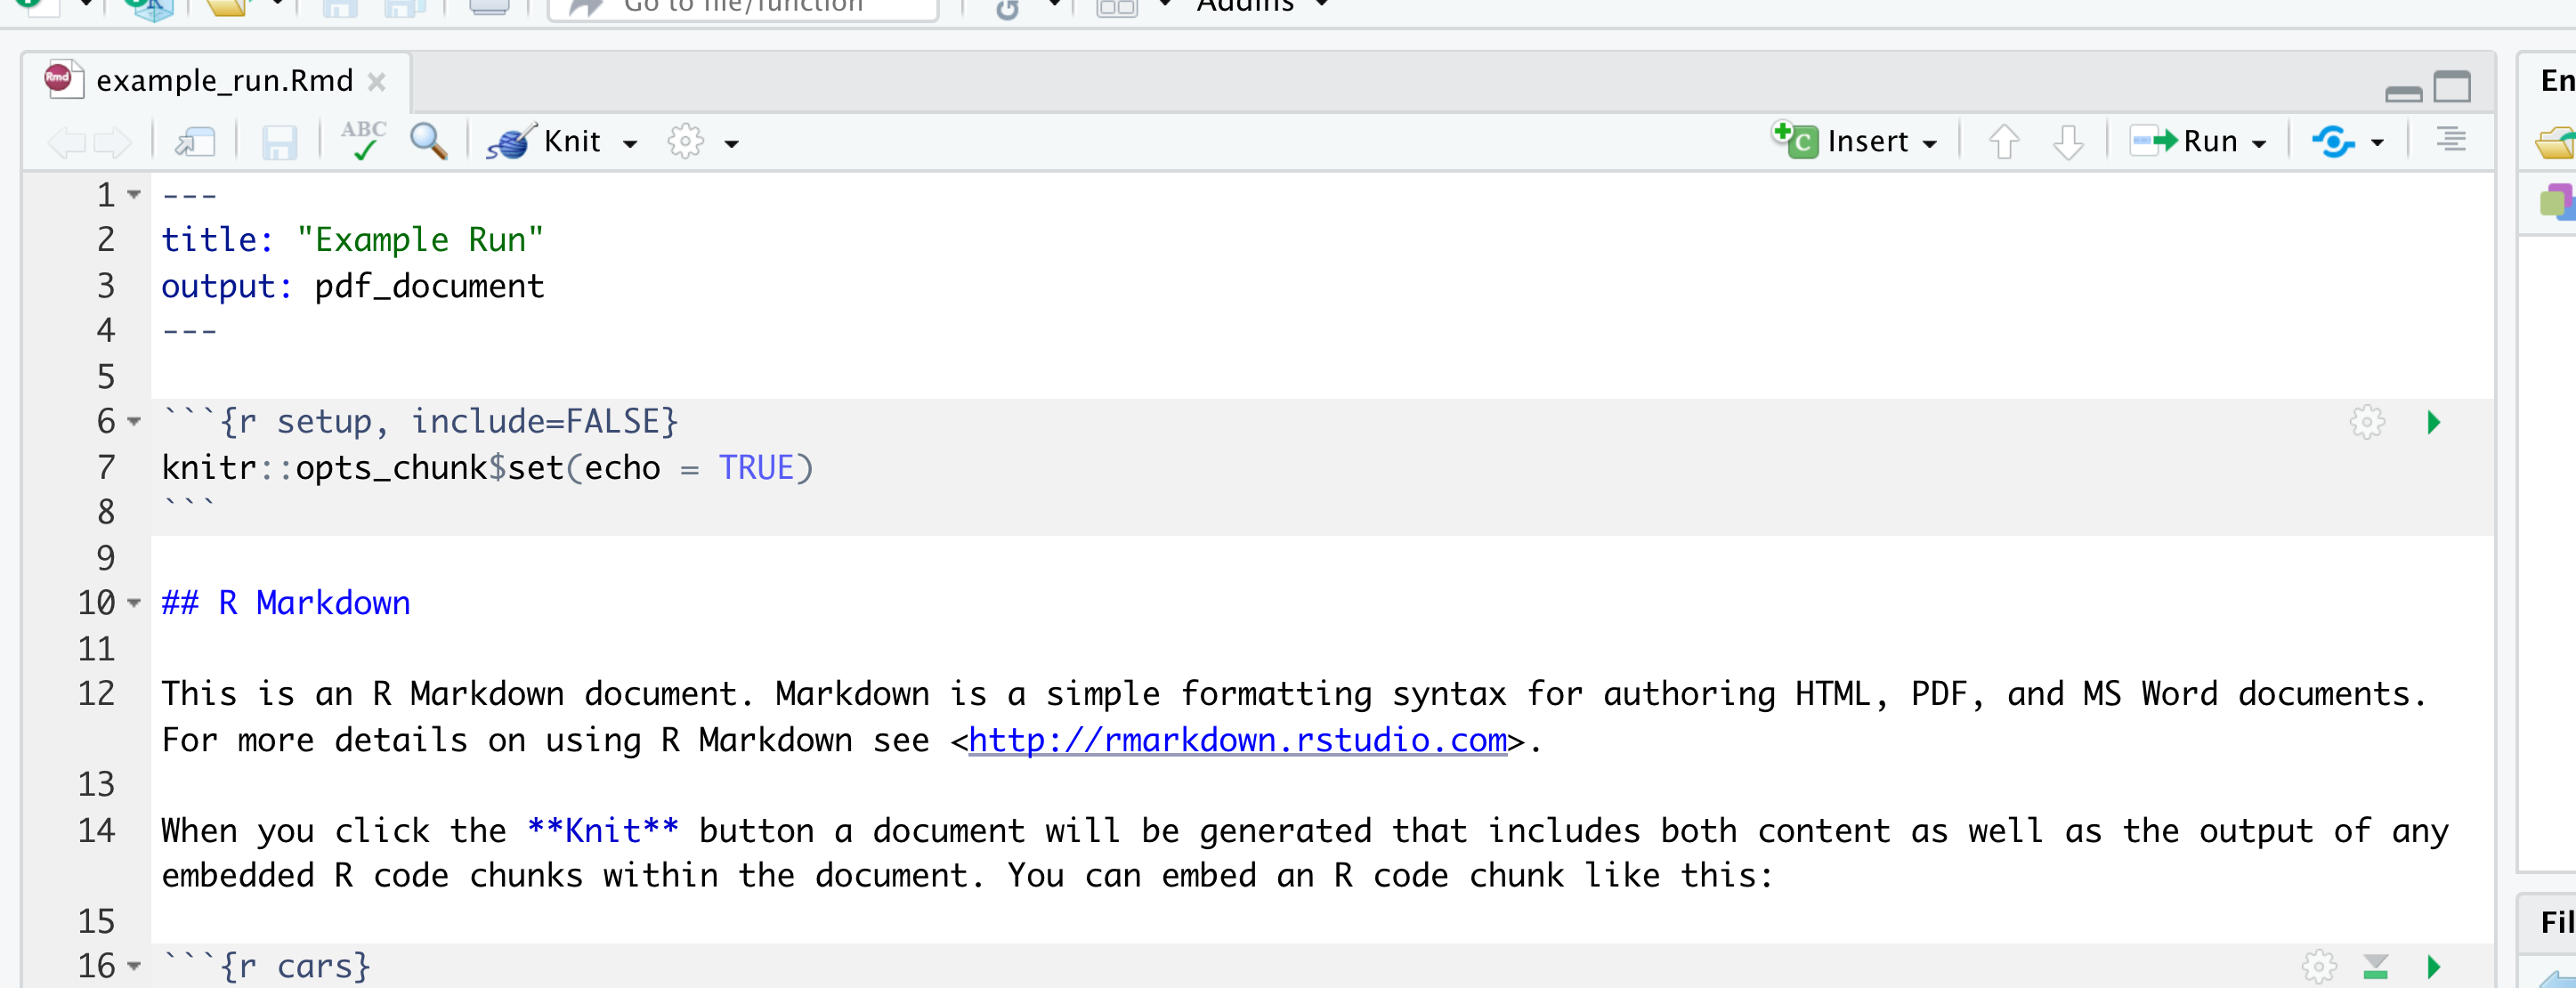 Go to file/function
Addins
example_run.Rmd
En
ABC
Knit
Insert
Run
1 ---
2 title: "Example Run"
3 output: pdf_document
4 ---
5
6 ```{r setup, include=FALSE}
7 knitr::opts_chunk$set(echo = TRUE)
8 ```
9
10 ## R Markdown
11
12 This is an R Markdown document. Markdown is a simple formatting syntax for authoring HTML, PDF, and MS Word documents.
For more details on using R Markdown see <http://rmarkdown.rstudio.com>.
13
14 When you click the **Knit** button a document will be generated that includes both content as well as the output of any
embedded R code chunks within the document. You can embed an R code chunk like this:
15
Fil
16 ```{r cars}